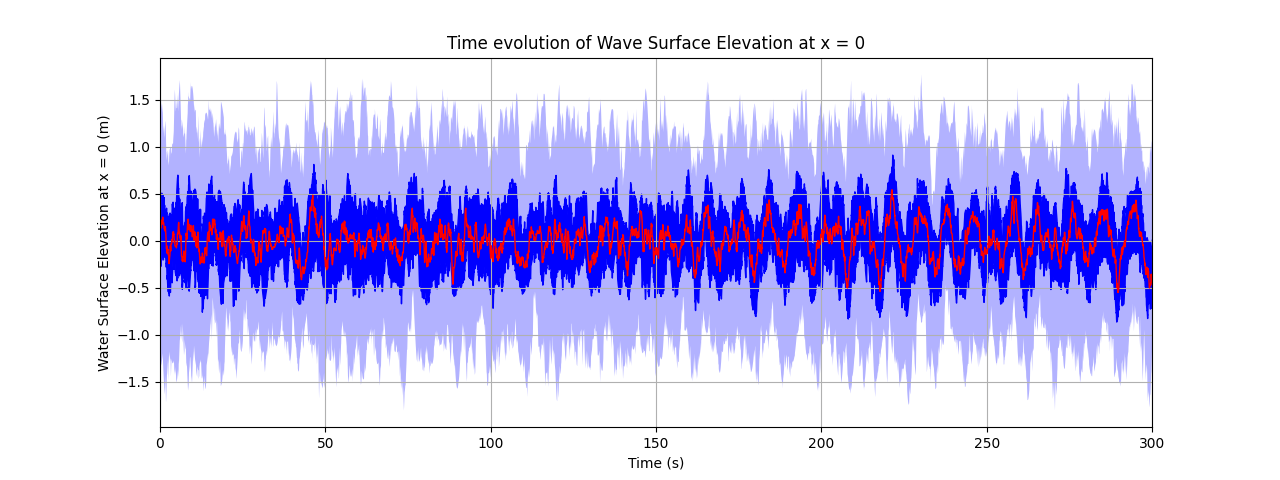 Time evolution of Wave Surface Elevation at x = 0
Water Surface Elevation at x = 0 (m)
1.5
1.0
0.5
0.0
−0.5
−1.0
−1.5
0 50 100 150 200 250 300
Time (s)